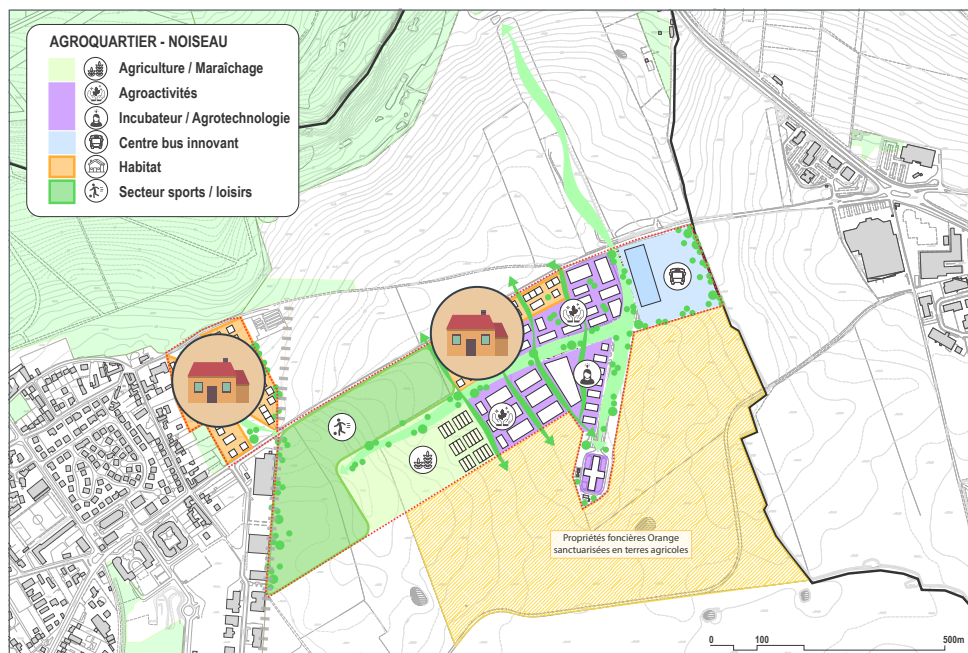 AGROQUARTIER - NOISEAU
Agriculture / Maraîchage
Agroactivités
Incubateur / Agrotechnologie
Centre bus innovant
Habitat
Secteur sports / loisirs
Propriétés foncières Orange
sanctuarisées en terres agricoles
0 100 500m